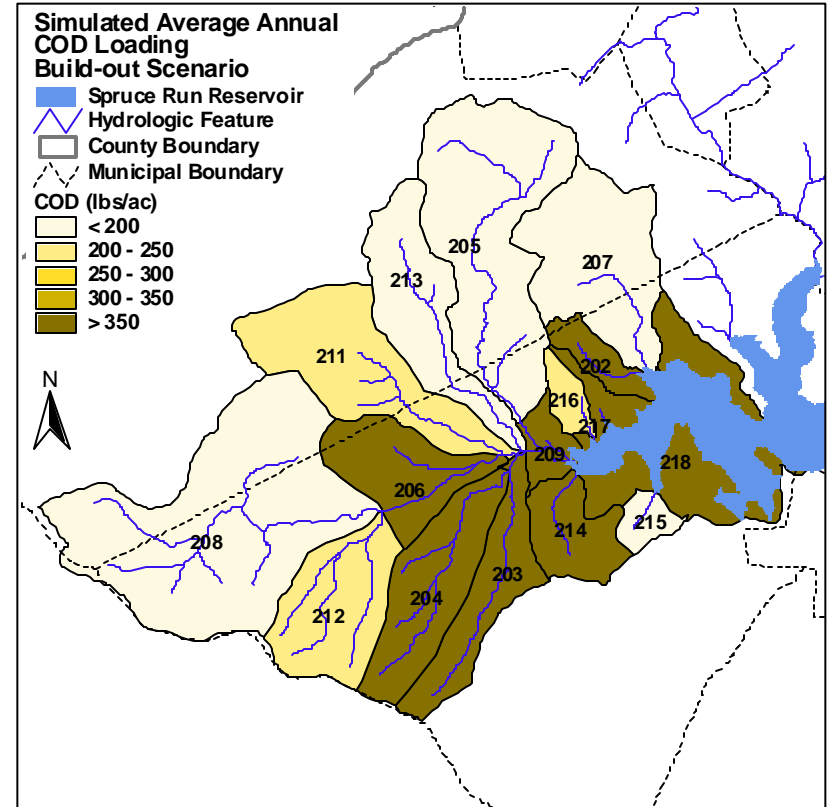 Simulated Average Annual
COD Loading
Build-out Scenario
Spruce Run Reservoir
Hydrologic Feature
County Boundary
Municipal Boundary
COD (lbs/ac)
< 200
200 - 250
250 - 300
300 - 350
> 350
N
205
207
213
211
202
216
217
209
218
206
215
214
208
203
204
212